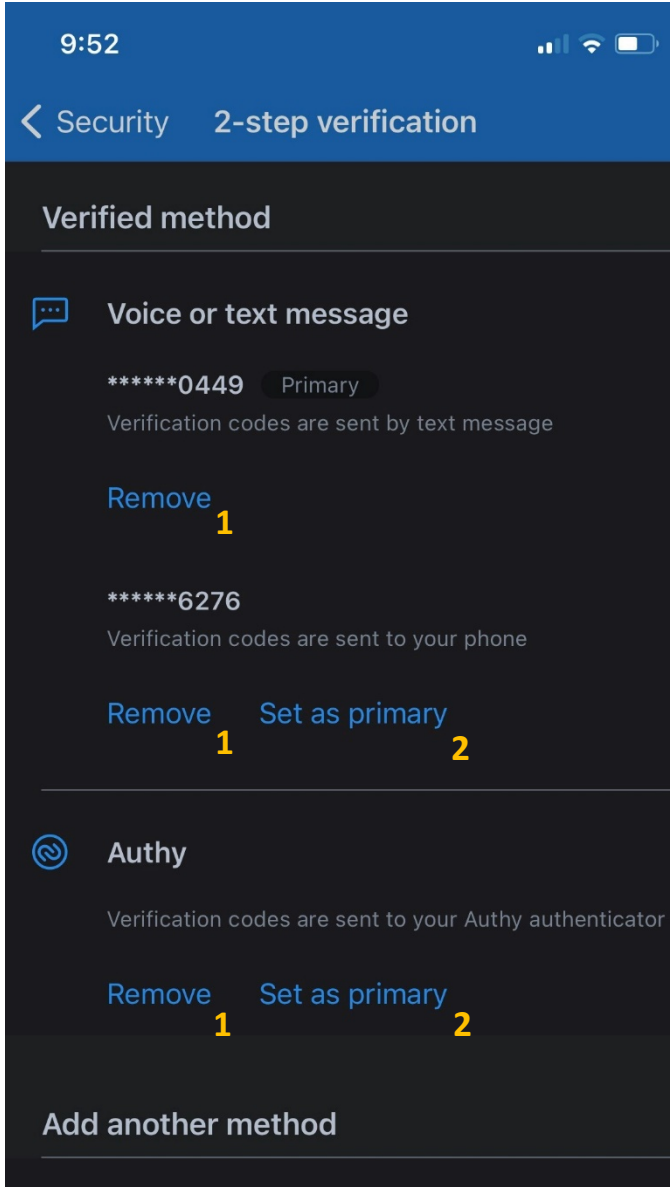 9:52
Security 2-step verification
Verified method
Voice or text message
******0449 Primary
Verification codes are sent by text message
Remove 1
******6276
Verification codes are sent to your phone
Remove 1 Set as primary 2
Authy
Verification codes are sent to your Authy authenticator
Remove 1 Set as primary 2
Add another method